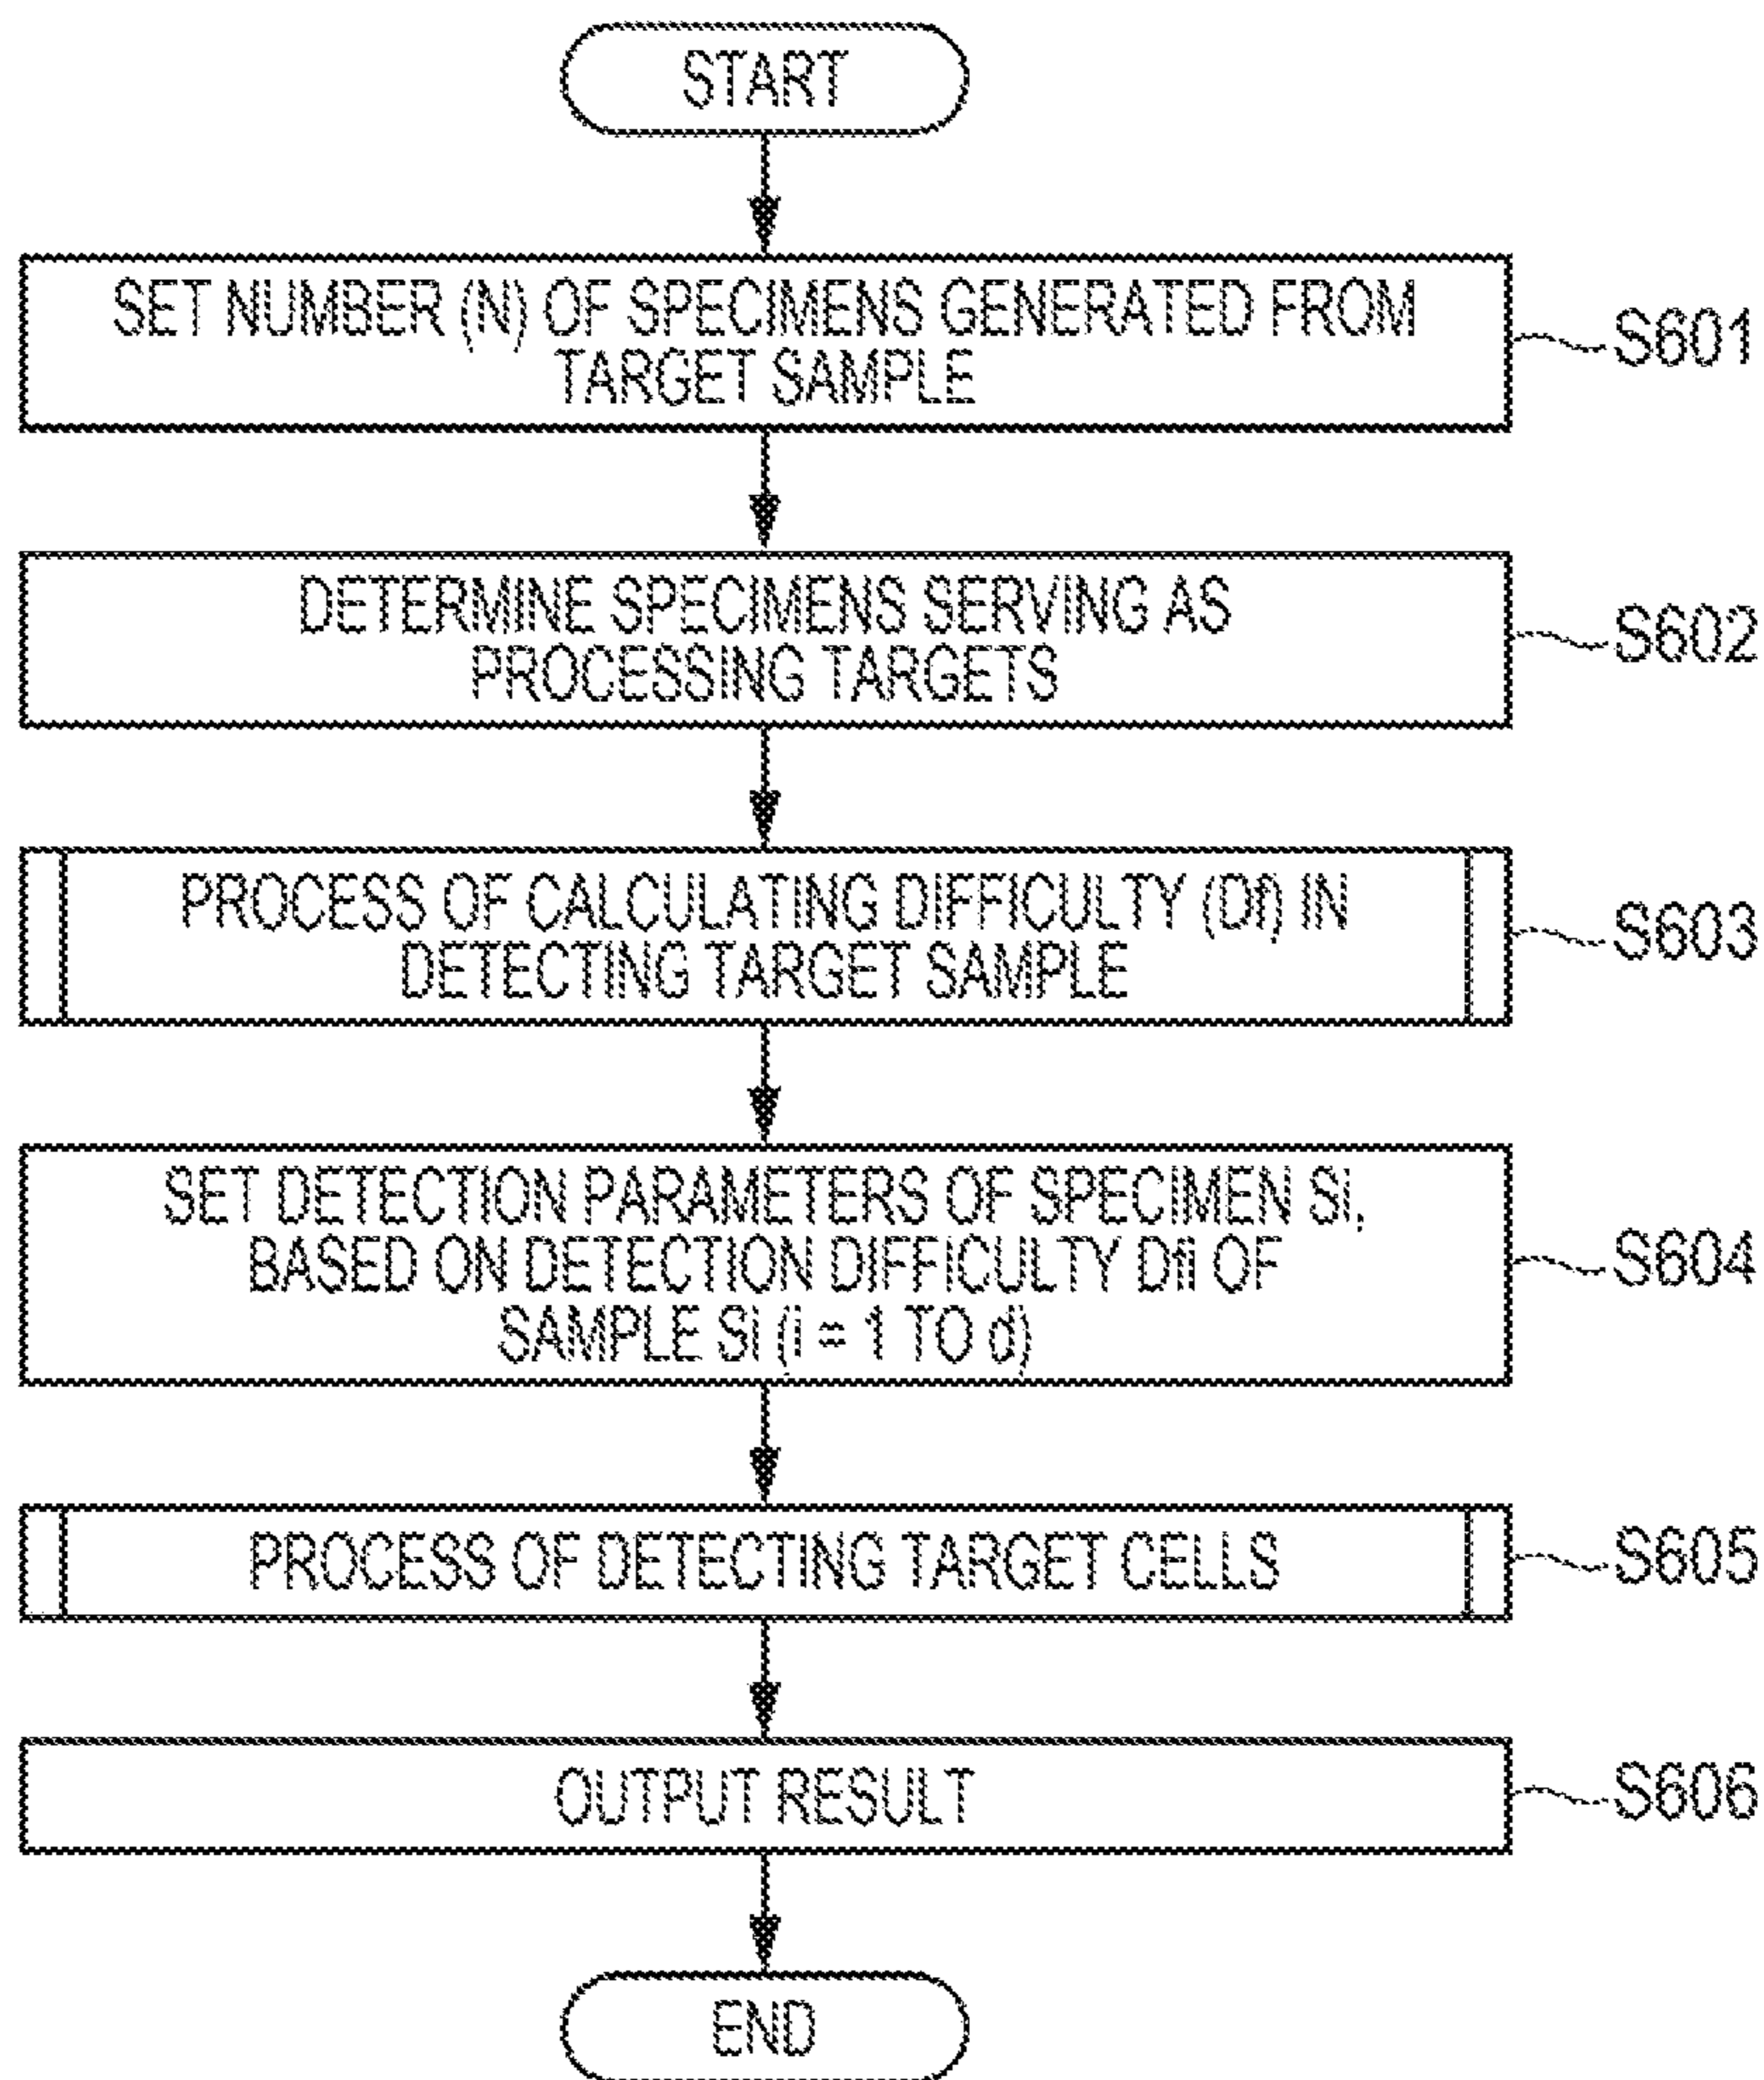 START
SET NUMBER (N) OF SPECIMENS GENERATED FROM
TARGET SAMPLE
S601
DETERMINE SPECIMENS SERVING AS
PROCESSING TARGETS
S602
PROCESS OF CALCULATING DIFFICULTY (Df) IN
DETECTING TARGET SAMPLE
S603
SET DETECTION PARAMETERS OF SPECIMEN Si,
BASED ON DETECTION DIFFICULTY Dfi OF
SAMPLE Si (i = 1 TO d)
S604
PROCESS OF DETECTING TARGET CELLS
S605
OUTPUT RESULT
S606
END